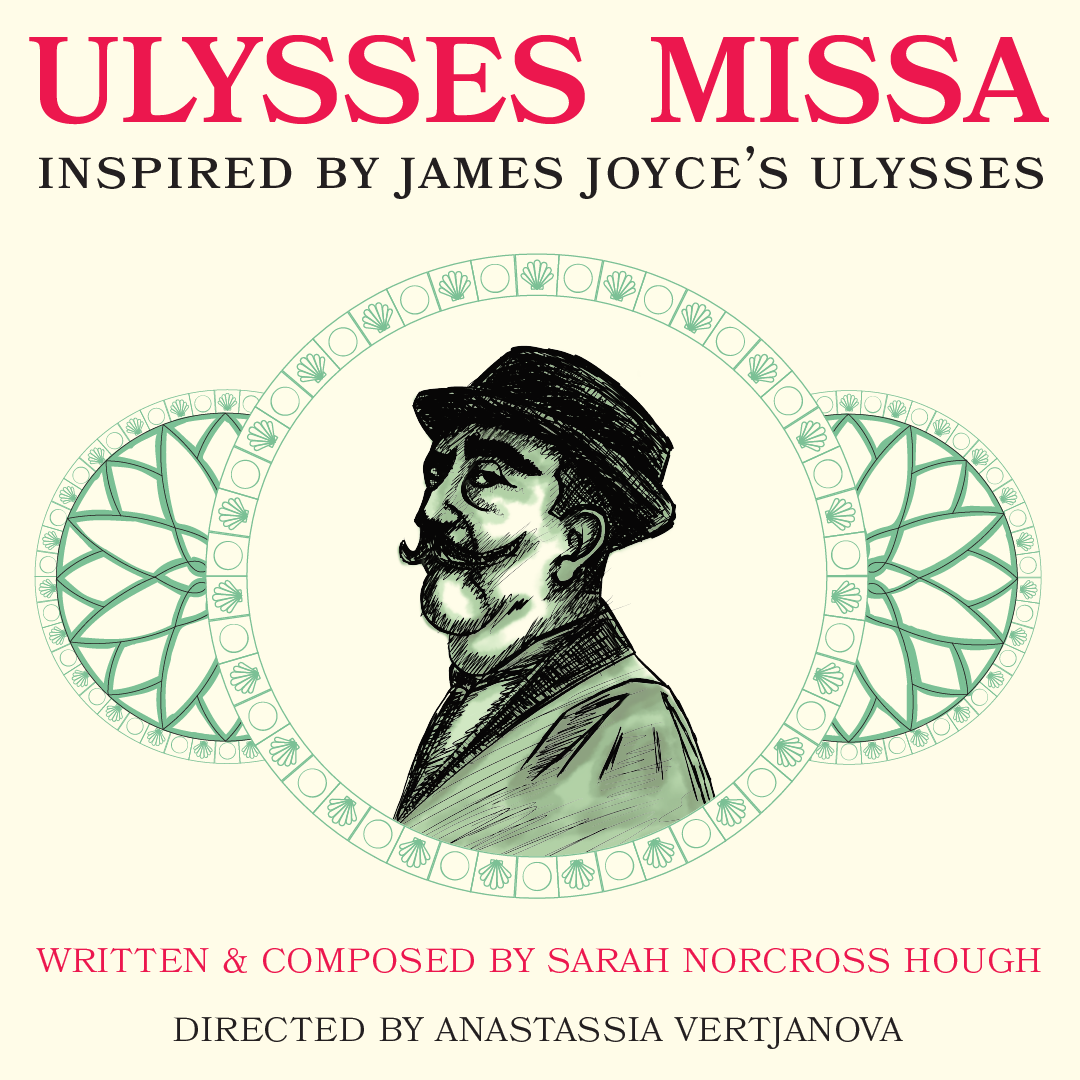 ULYSSES MISSA
INSPIRED BY JAMES JOYCE'S ULYSSES
WRITTEN & COMPOSED BY SARAH NORCROSS HOUGH
DIRECTED BY ANASTASSIA VERTJANOVA